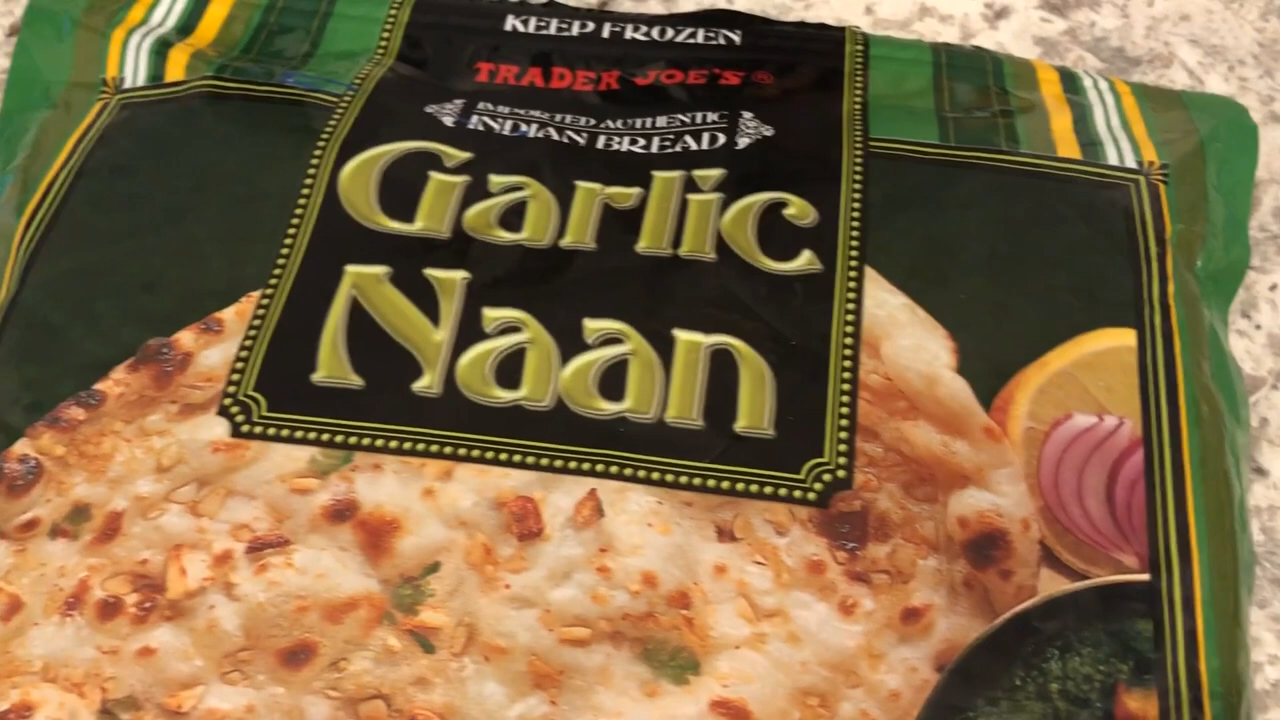 KEEP FROZEN
TRADER JOE'S®
IMPORTED AUTHENTIC
INDIAN BREAD
Garlic
Naan